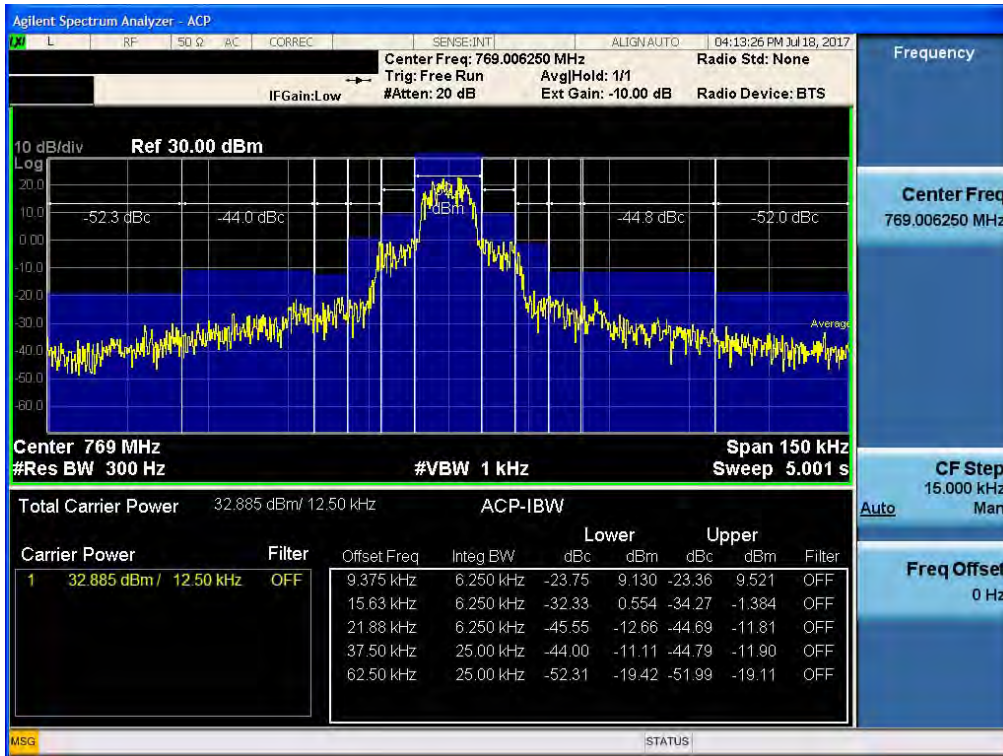 Agilent Spectrum Analyzer - ACP
LXI L RF 50 Ω AC CORREC SENSE:INT ALIGN AUTO 04:13:26 PM Jul 18, 2017
Center Freq: 769.006250 MHz Radio Std: None
Trig: Free Run Avg|Hold: 1/1
IFGain:Low #Atten: 20 dB Ext Gain: -10.00 dB Radio Device: BTS
10 dB/div Ref 30.00 dBm
Log
20.0
10.0
0.00
-10.0
-20.0
-30.0
-40.0
-50.0
-60.0
-52.3 dBc -44.0 dBc dBm -44.8 dBc -52.0 dBc
Average
Center 769 MHz Span 150 kHz
#Res BW 300 Hz #VBW 1 kHz Sweep 5.001 s
Total Carrier Power 32.885 dBm/ 12.50 kHz ACP-IBW
Lower Upper
Carrier Power Filter Offset Freq Integ BW dBc dBm dBc dBm Filter
1 32.885 dBm / 12.50 kHz OFF 9.375 kHz 6.250 kHz -23.75 9.130 -23.36 9.521 OFF
15.63 kHz 6.250 kHz -32.33 0.554 -34.27 -1.384 OFF
21.88 kHz 6.250 kHz -45.55 -12.66 -44.69 -11.81 OFF
37.50 kHz 25.00 kHz -44.00 -11.11 -44.79 -11.90 OFF
62.50 kHz 25.00 kHz -52.31 -19.42 -51.99 -19.11 OFF
MSG STATUS
Frequency
Center Freq
769.006250 MHz
CF Step
15.000 kHz
Auto Man
Freq Offset
0 Hz